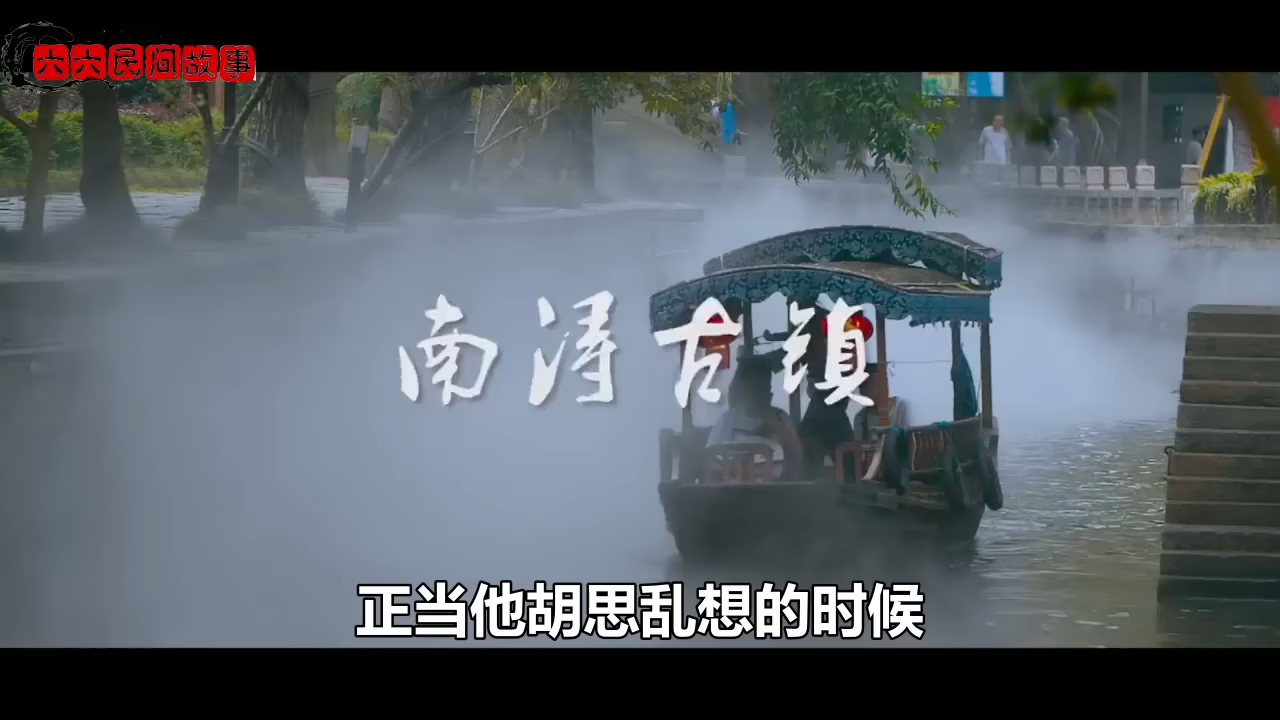 六六民间故事
南浔古镇
正当他胡思乱想的时候